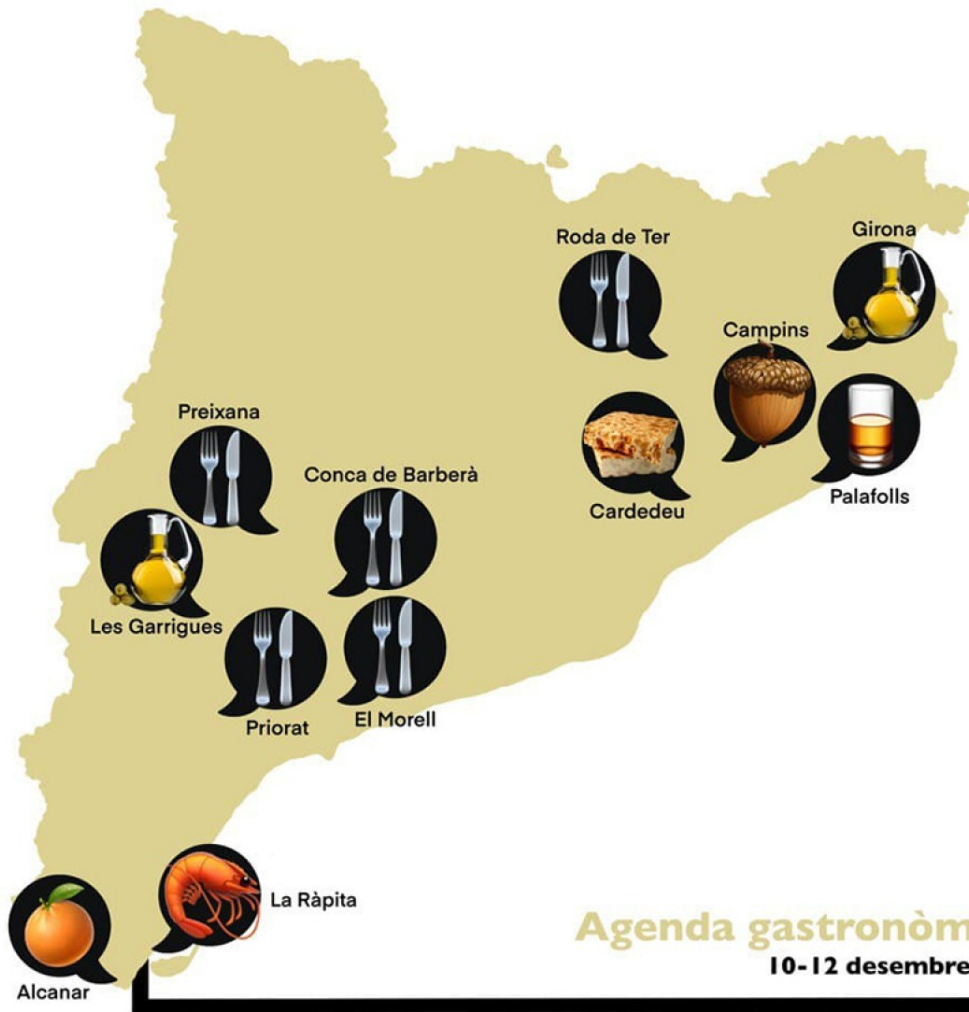 Roda de Ter
Girona
Campins
Preixana
Conca de Barberà
Cardedeu
Palafolls
Les Garrigues
Priorat
El Morell
La Ràpita
Alcanar
Agenda gastronòm
10-12 desembre